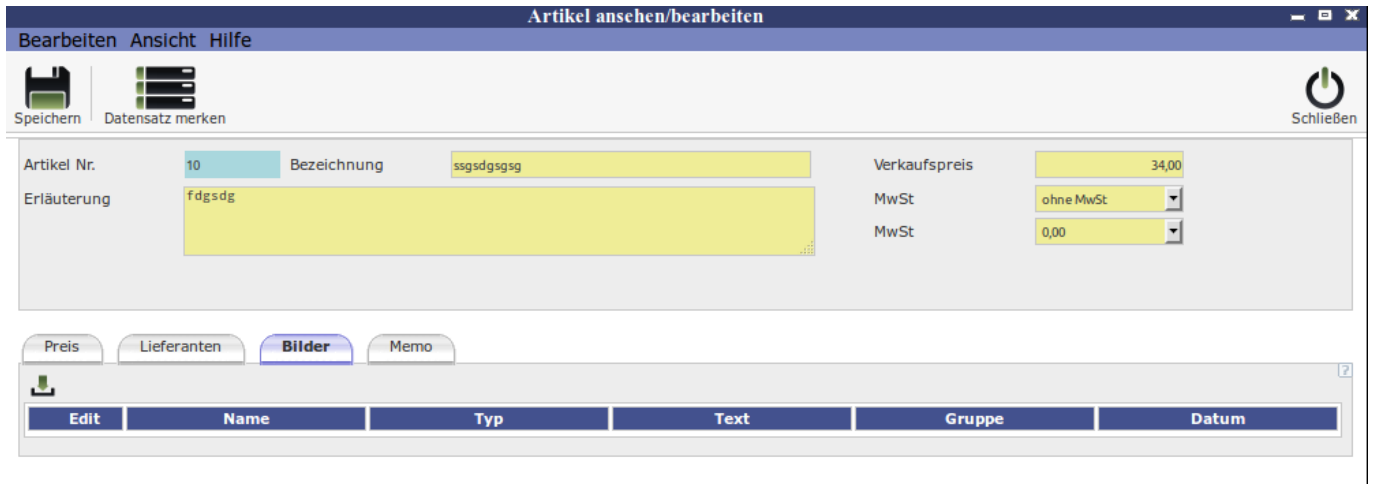 Artikel ansehen/bearbeiten
Bearbeiten Ansicht Hilfe
Speichern Datensatz merken Schließen
Artikel Nr. 10 Bezeichnung ssgsdgsgsg Verkaufspreis 34,00
Erläuterung fdgsdg MwSt ohne MwSt
MwSt 0,00
Preis Lieferanten Bilder Memo
?
Edit Name Typ Text Gruppe Datum